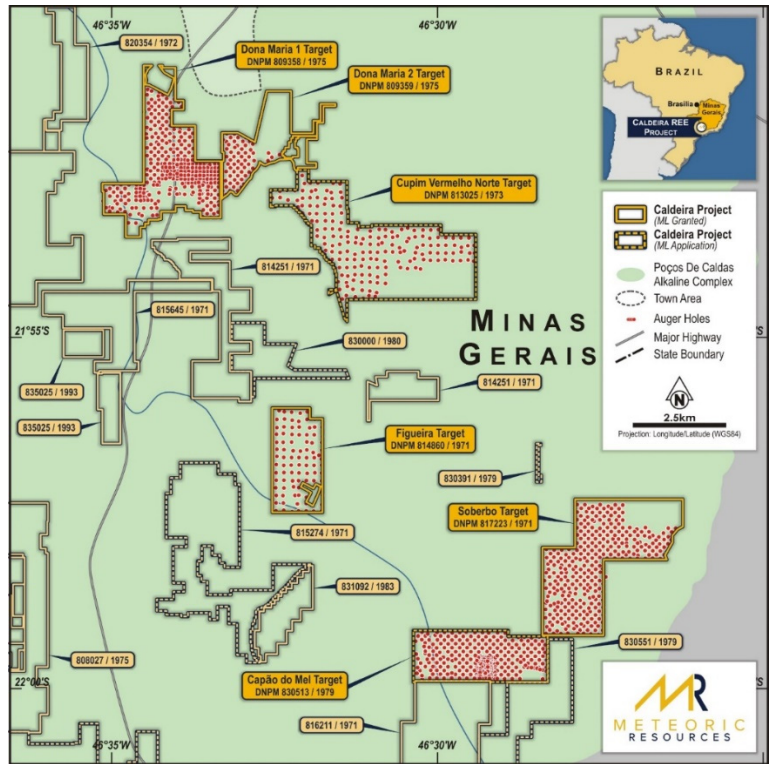 46°35'W
46°30'W
820354 / 1972
Dona Maria 1 Target
DNPM 809358 / 1975
Dona Maria 2 Target
DNPM 809359 / 1975
Cupim Vermelho Norte Target
DNPM 813025 / 1973
814251 / 1971
815645 / 1971
21°55'S
830000 / 1980
MINAS
GERAIS
835025 / 1993
835025 / 1993
814251 / 1971
Figueira Target
DNPM 814860 / 1971
830391 / 1979
Soberbo Target
DNPM 817223 / 1971
815274 / 1971
831092 / 1983
830551 / 1979
808027 / 1975
Capão do Mel Target
DNPM 830513 / 1979
22°00'S
816211 / 1971
46°35'W
46°30'W
BRAZIL
Brasília
Minas
Gerais
CALDEIRA REE
PROJECT
Caldeira Project
(ML Granted)
Caldeira Project
(ML Application)
Poços De Caldas
Alkaline Complex
Town Area
Auger Holes
Major Highway
State Boundary
N
2.5km
Projection: Longitude/Latitude (WGS84)
MR
METEORIC
RESOURCES